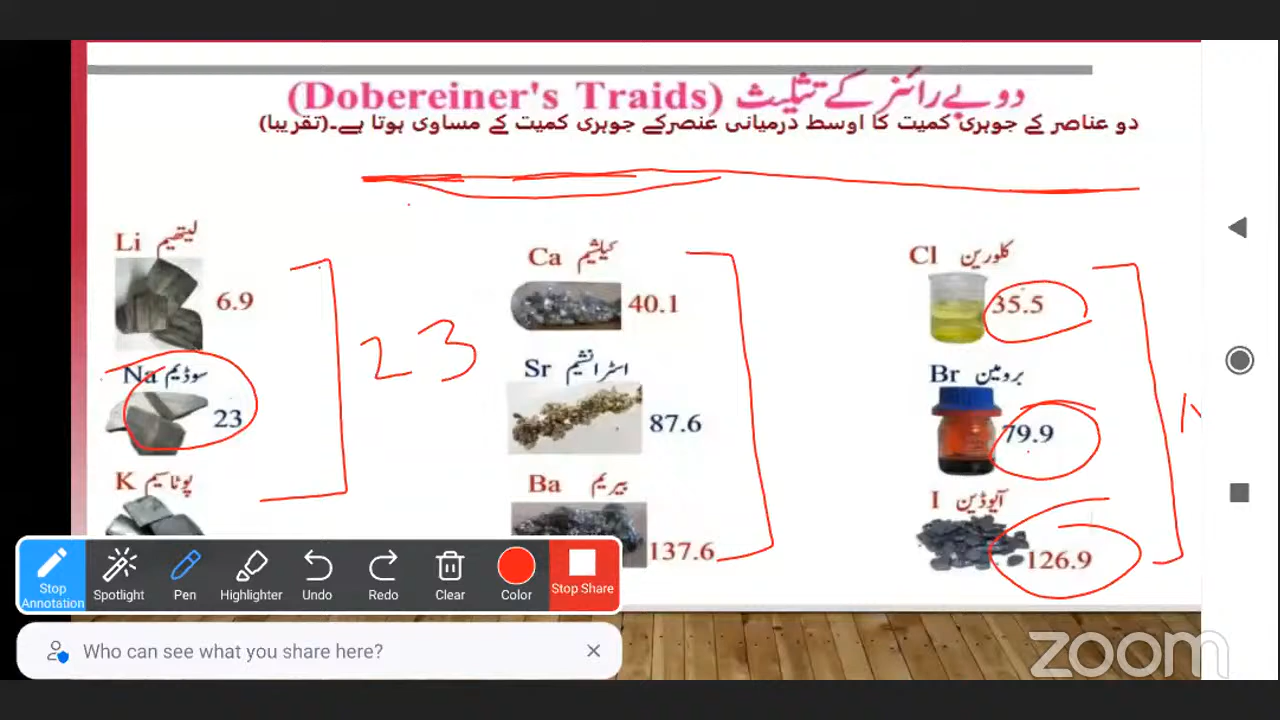 دوبے رائنز کے تثلیث (Dobereiner's Traids)
دو عناصر کے جوہری کمیت کا اوسط درمیانی عنصرکے جوہری کمیت کے مساوی ہوتا ہے۔(تقریبا)
Li لیتھیم
6.9
Na سوڈیم
23
K پوٹاسیم
23
Ca کیلشیم
40.1
Sr اسٹرانشیم
87.6
Ba بیریم
137.6
Cl کلورین
35.5
Br برومین
79.9
I آیوڈین
126.9
Stop Annotation
Spotlight
Pen
Highlighter
Undo
Redo
Clear
Color
Stop Share
Who can see what you share here?
zoom